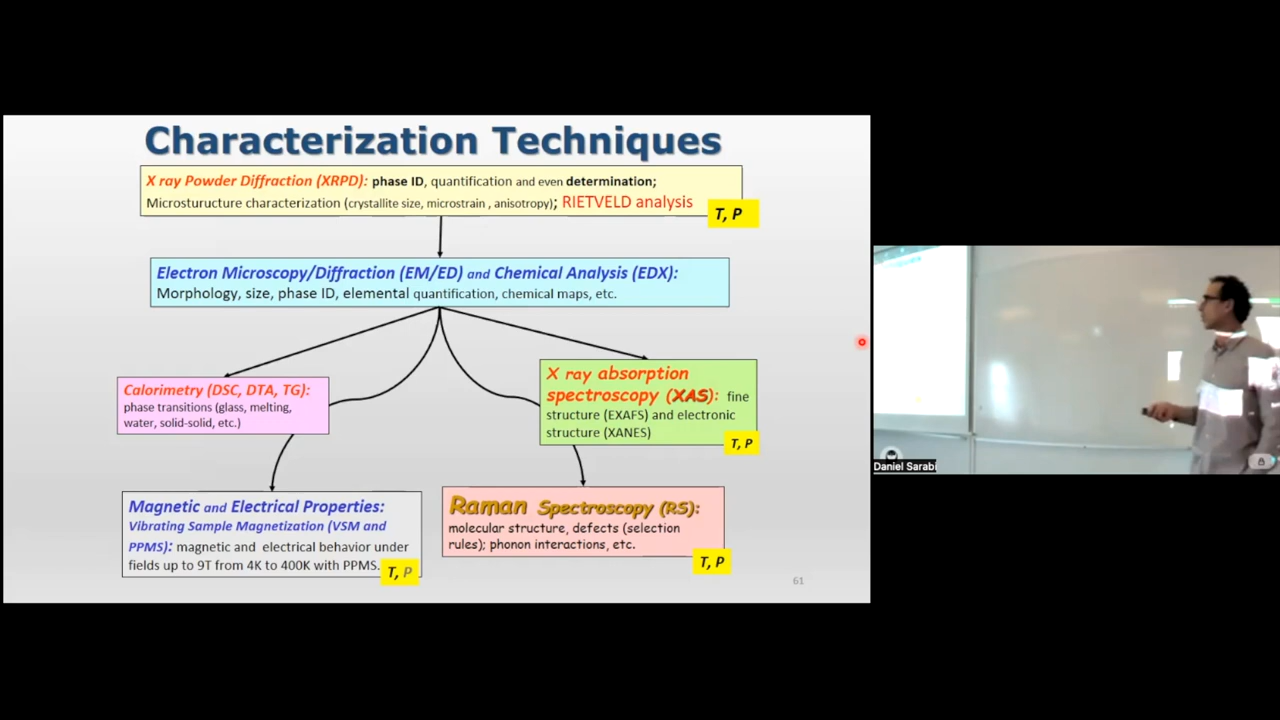 Characterization Techniques
X ray Powder Diffraction (XRPD): phase ID, quantification and even determination;
Microsturucture characterization (crystallite size, microstrain , anisotropy); RIETVELD analysis
T, P
Electron Microscopy/Diffraction (EM/ED) and Chemical Analysis (EDX):
Morphology, size, phase ID, elemental quantification, chemical maps, etc.
Calorimetry (DSC, DTA, TG):
phase transitions (glass, melting,
water, solid-solid, etc.)
X ray absorption
spectroscopy (XAS): fine
structure (EXAFS) and electronic
structure (XANES)
T, P
Magnetic and Electrical Properties:
Vibrating Sample Magnetization (VSM and
PPMS): magnetic and electrical behavior under
fields up to 9T from 4K to 400K with PPMS.
T, P
Raman Spectroscopy (RS):
molecular structure, defects (selection
rules); phonon interactions, etc.
T, P
61
Daniel Sarabi